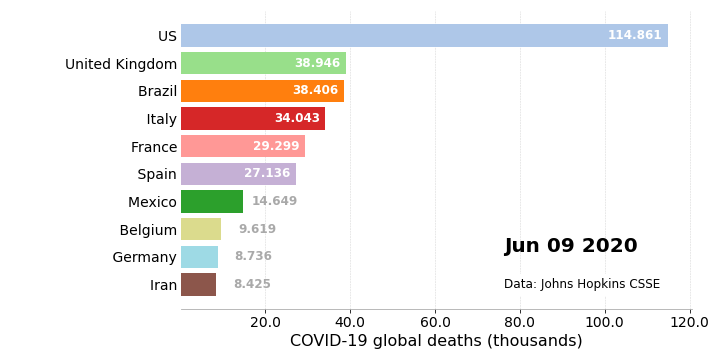 US 114.861
United Kingdom 38.946
Brazil 38.406
Italy 34.043
France 29.299
Spain 27.136
Mexico 14.649
Belgium 9.619
Germany 8.736
Iran 8.425
Jun 09 2020
Data: Johns Hopkins CSSE
20.0 40.0 60.0 80.0 100.0 120.0
COVID-19 global deaths (thousands)